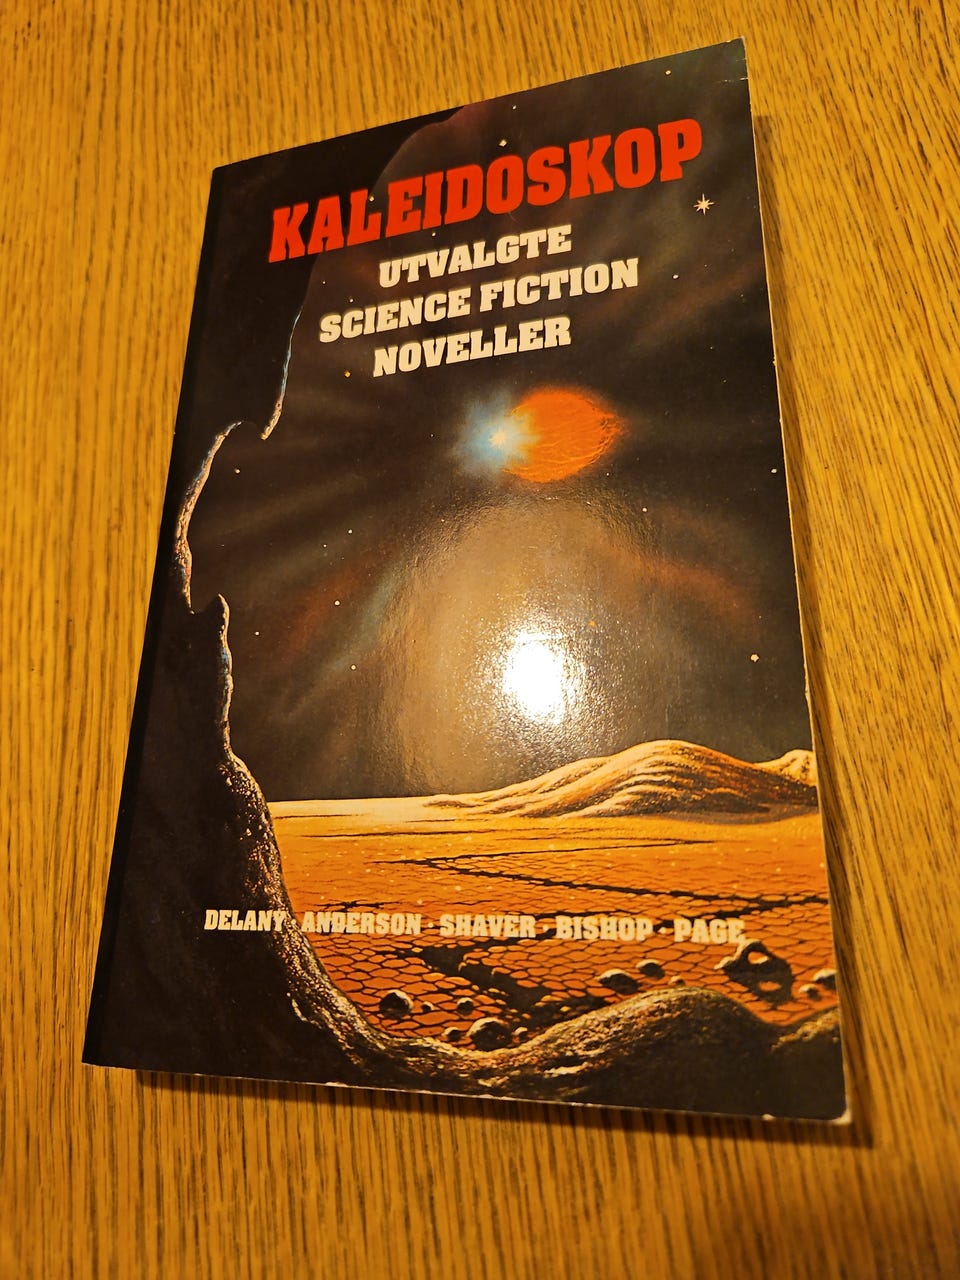 KALEIDOSKOP
UTVALGTE
SCIENCE FICTION
NOVELLER
DELANY · ANDERSON · SHAVER · BISHOP · PAGE